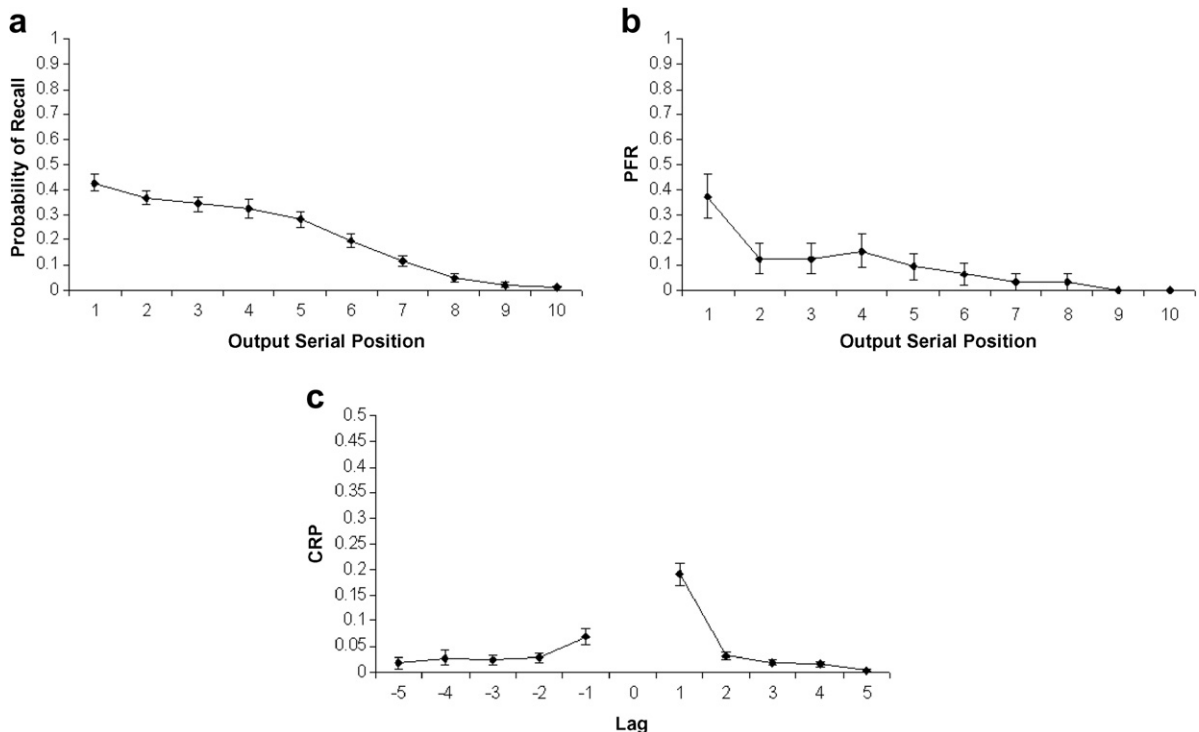 a
1
0.9
0.8
0.7
0.6
0.5
0.4
0.3
0.2
0.1
0
Probability of Recall
1 2 3 4 5 6 7 8 9 10
Output Serial Position
b
1
0.9
0.8
0.7
0.6
0.5
0.4
0.3
0.2
0.1
0
PFR
1 2 3 4 5 6 7 8 9 10
Output Serial Position
c
0.5
0.45
0.4
0.35
0.3
0.25
0.2
0.15
0.1
0.05
0
CRP
-5 -4 -3 -2 -1 0 1 2 3 4 5
Lag